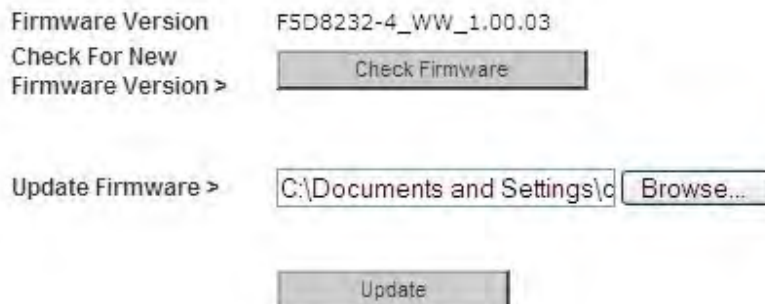 Firmware Version F5D8232-4_WW_1.00.03
Check For New
Firmware Version >
Check Firmware
Update Firmware > C:\Documents and Settings\c Browse...
Update